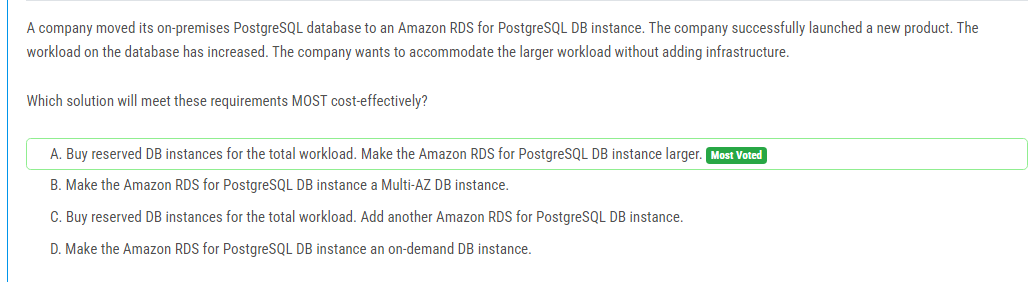 A company moved its on-premises PostgreSQL database to an Amazon RDS for PostgreSQL DB instance. The company successfully launched a new product. The
workload on the database has increased. The company wants to accommodate the larger workload without adding infrastructure.
Which solution will meet these requirements MOST cost-effectively?
A. Buy reserved DB instances for the total workload. Make the Amazon RDS for PostgreSQL DB instance larger. Most Voted
B. Make the Amazon RDS for PostgreSQL DB instance a Multi-AZ DB instance.
C. Buy reserved DB instances for the total workload. Add another Amazon RDS for PostgreSQL DB instance.
D. Make the Amazon RDS for PostgreSQL DB instance an on-demand DB instance.